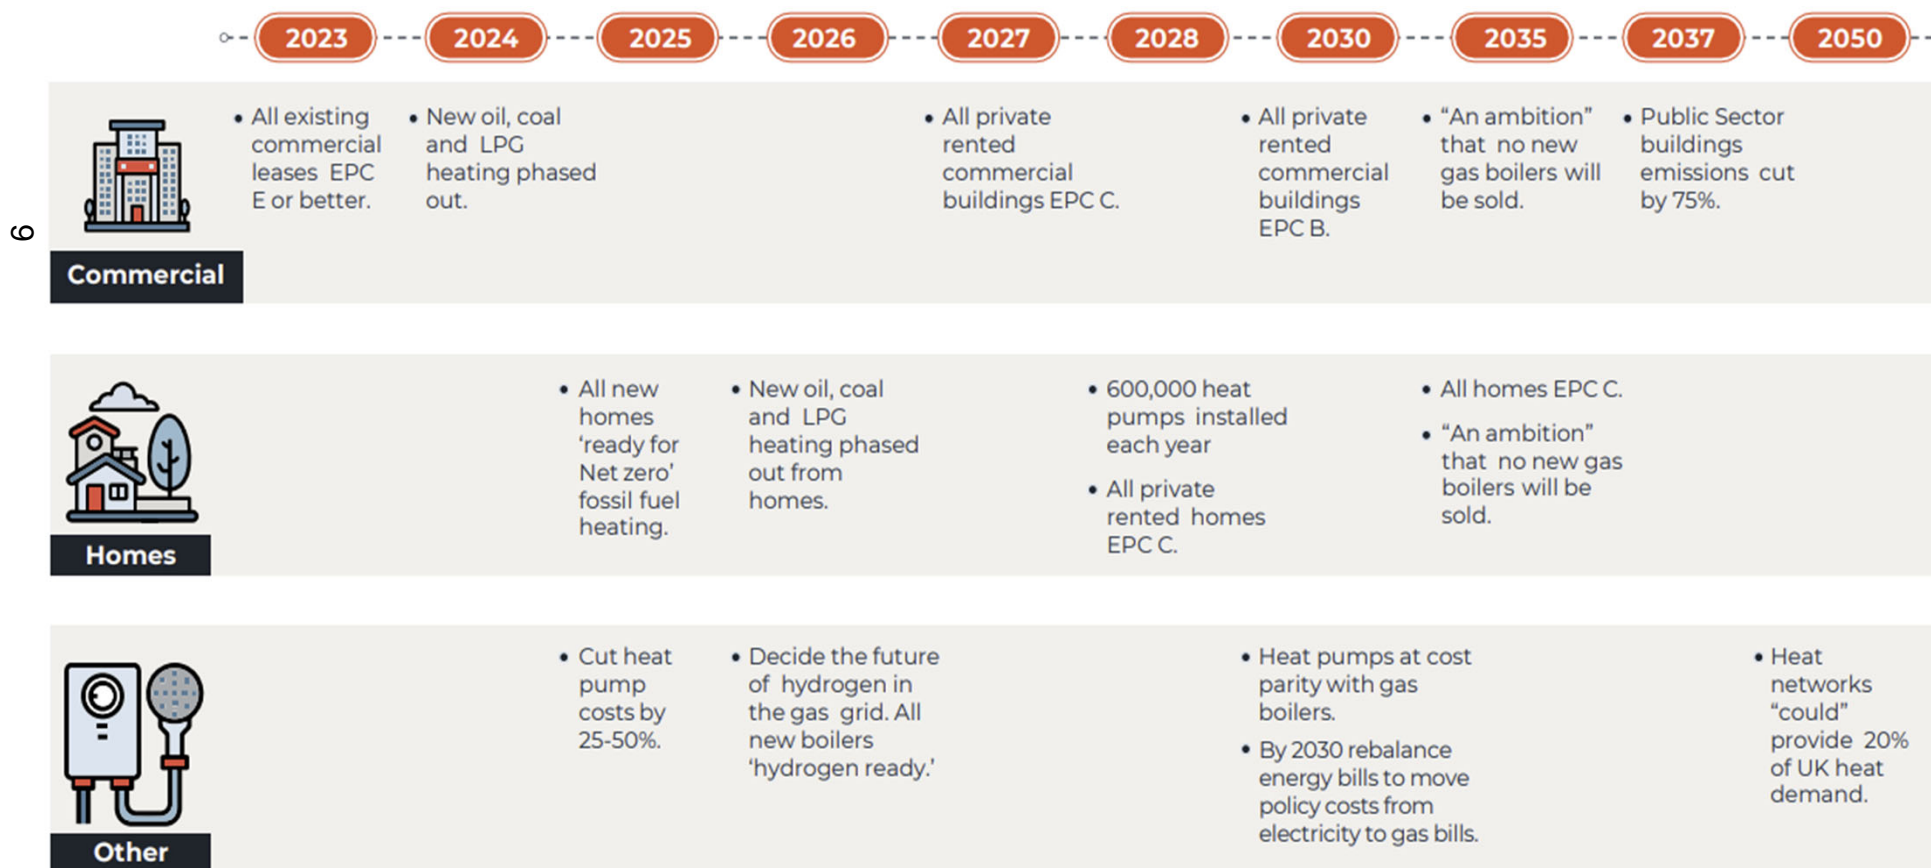 2023 2024 2025 2026 2027 2028 2030 2035 2037 2050
6
Commercial
• All existing
commercial
leases EPC
E or better.
• New oil, coal
and LPG
heating phased
out.
• All private
rented
commercial
buildings EPC C.
• All private
rented
commercial
buildings
EPC B.
• “An ambition”
that no new
gas boilers will
be sold.
• Public Sector
buildings
emissions cut
by 75%.
Homes
• All new
homes
‘ready for
Net zero’
fossil fuel
heating.
• New oil, coal
and LPG
heating phased
out from
homes.
• 600,000 heat
pumps installed
each year
• All private
rented homes
EPC C.
• All homes EPC C.
• “An ambition”
that no new gas
boilers will be
sold.
Other
• Cut heat
pump
costs by
25-50%.
• Decide the future
of hydrogen in
the gas grid. All
new boilers
‘hydrogen ready.’
• Heat pumps at cost
parity with gas
boilers.
• By 2030 rebalance
energy bills to move
policy costs from
electricity to gas bills.
• Heat
networks
“could”
provide 20%
of UK heat
demand.